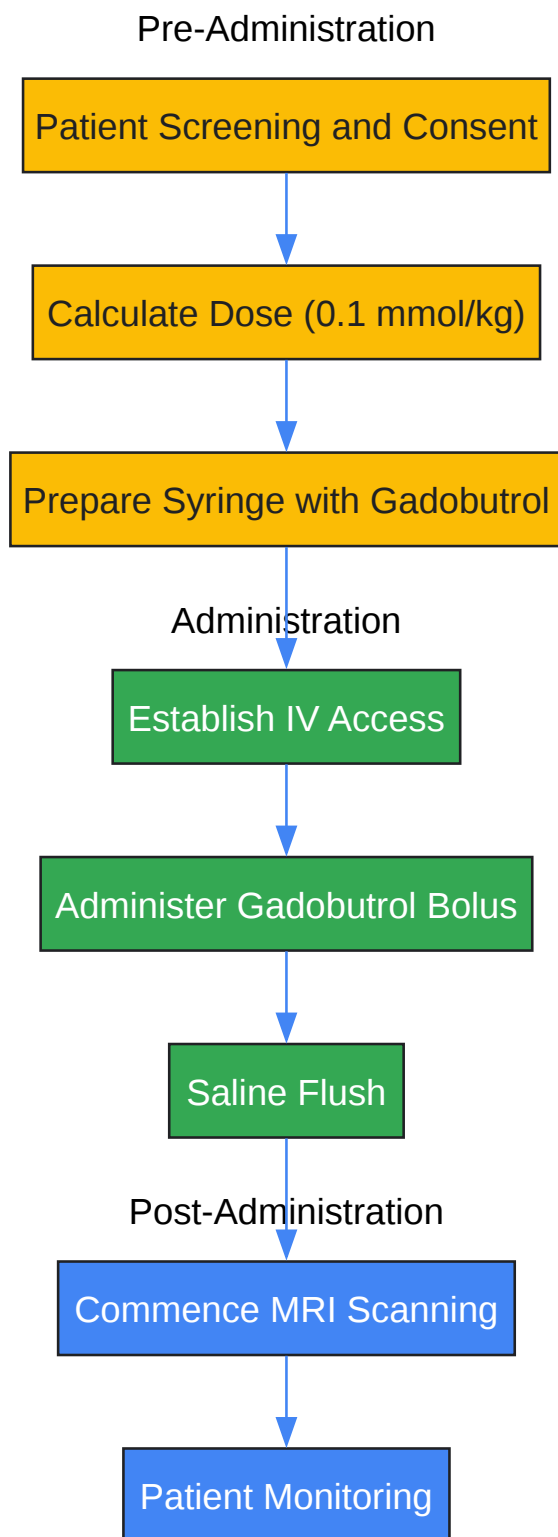 Pre-Administration
Patient Screening and Consent
Calculate Dose (0.1 mmol/kg)
Prepare Syringe with Gadobutrol
Administration
Establish IV Access
Administer Gadobutrol Bolus
Saline Flush
Post-Administration
Commence MRI Scanning
Patient Monitoring